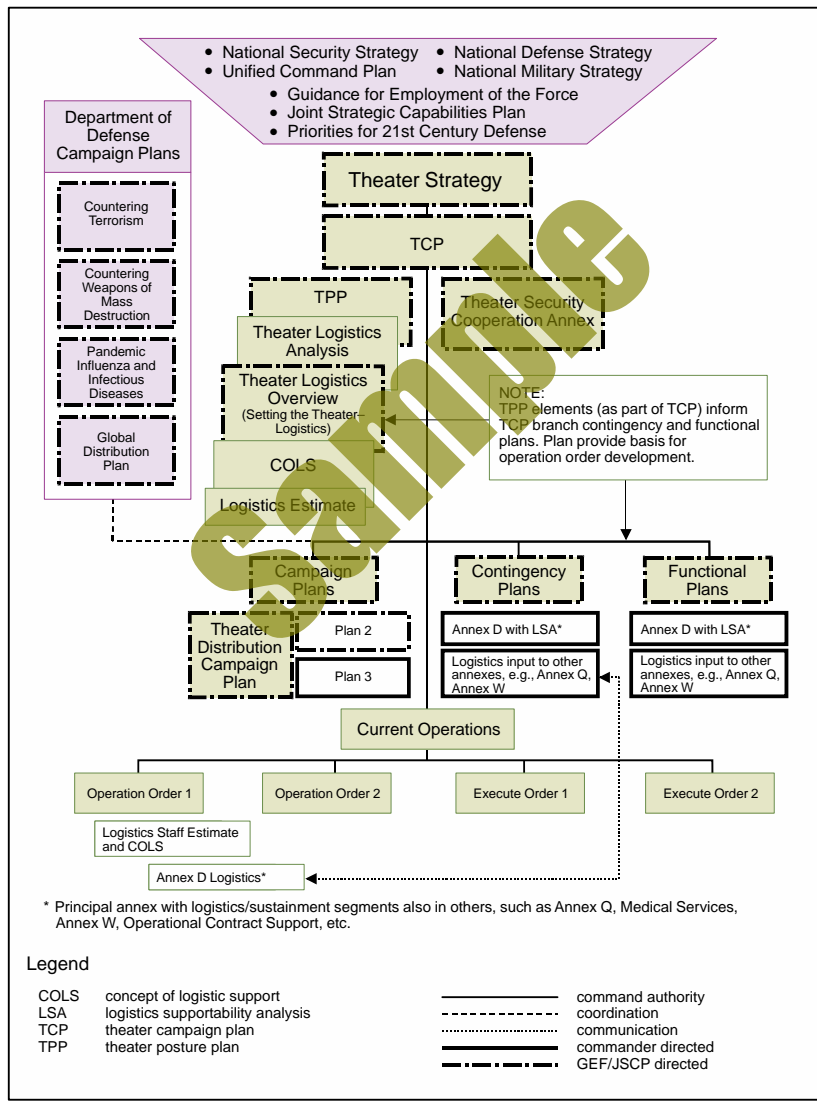 • National Security Strategy • National Defense Strategy
• Unified Command Plan • National Military Strategy
• Guidance for Employment of the Force
• Joint Strategic Capabilities Plan
• Priorities for 21st Century Defense
Department of
Defense
Campaign Plans
Countering
Terrorism
Countering
Weapons of
Mass
Destruction
Pandemic
Influenza and
Infectious
Diseases
Global
Distribution
Plan
Theater Strategy
TCP
TPP
Theater Logistics
Analysis
Theater Logistics
Overview
(Setting the Theater–
Logistics)
COLS
Logistics Estimate
Theater Security
Cooperation Annex
NOTE:
TPP elements (as part of TCP) inform
TCP branch contingency and functional
plans. Plan provide basis for
operation order development.
Sample
Campaign
Plans
Theater
Distribution
Campaign
Plan
Plan 2
Plan 3
Contingency
Plans
Annex D with LSA*
Logistics input to other
annexes, e.g., Annex Q,
Annex W
Functional
Plans
Annex D with LSA*
Logistics input to other
annexes, e.g., Annex Q,
Annex W
Current Operations
Operation Order 1
Operation Order 2
Execute Order 1
Execute Order 2
Logistics Staff Estimate
and COLS
Annex D Logistics*
* Principal annex with logistics/sustainment segments also in others, such as Annex Q, Medical Services,
Annex W, Operational Contract Support, etc.
Legend
COLS concept of logistic support
LSA logistics supportability analysis
TCP theater campaign plan
TPP theater posture plan
command authority
coordination
communication
commander directed
GEF/JSCP directed